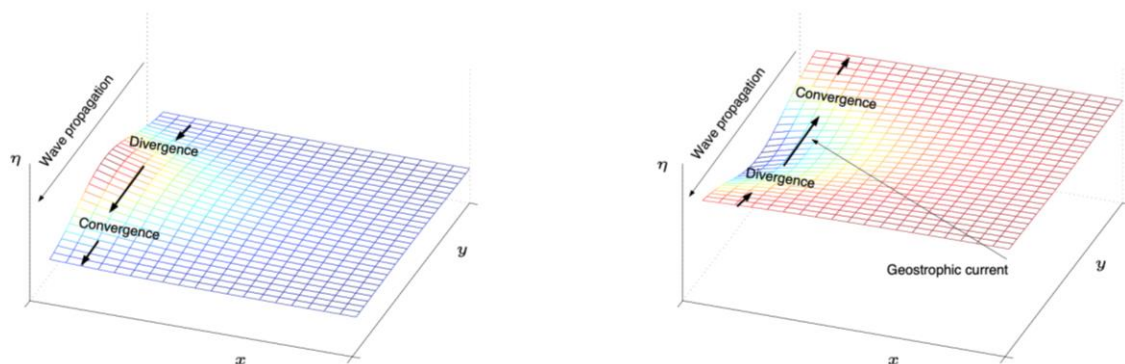 Wave propagation
Divergence
η
Convergence
y
x
Wave propagation
Convergence
η
Divergence
y
Geostrophic current
x